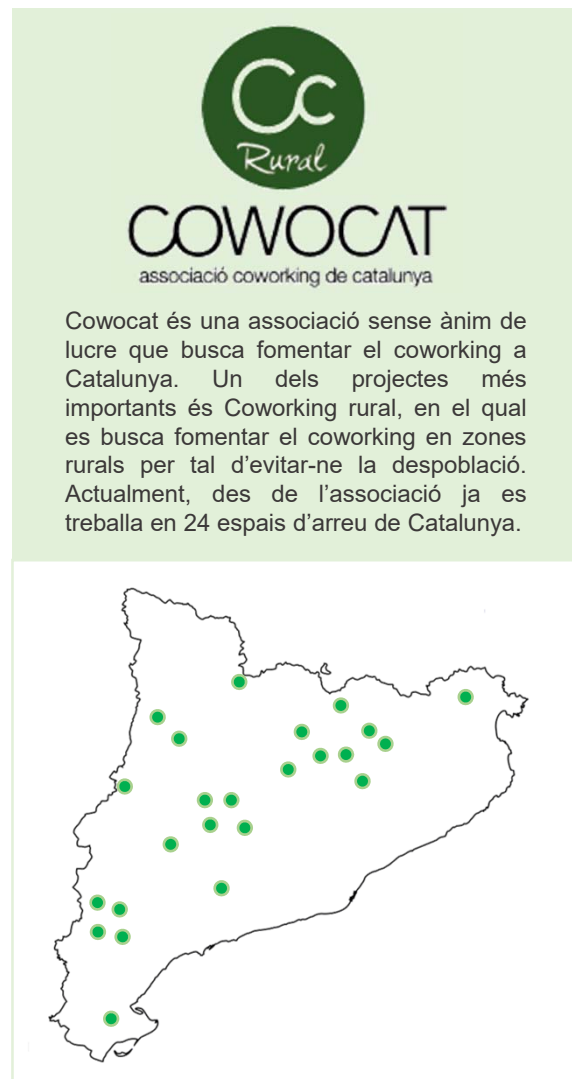 Cc
Rural
COWOCAT
associació coworking de catalunya
Cowocat és una associació sense ànim de
lucre que busca fomentar el coworking a
Catalunya. Un dels projectes més
importants és Coworking rural, en el qual
es busca fomentar el coworking en zones
rurals per tal d’evitar-ne la despoblació.
Actualment, des de l’associació ja es
treballa en 24 espais d’arreu de Catalunya.